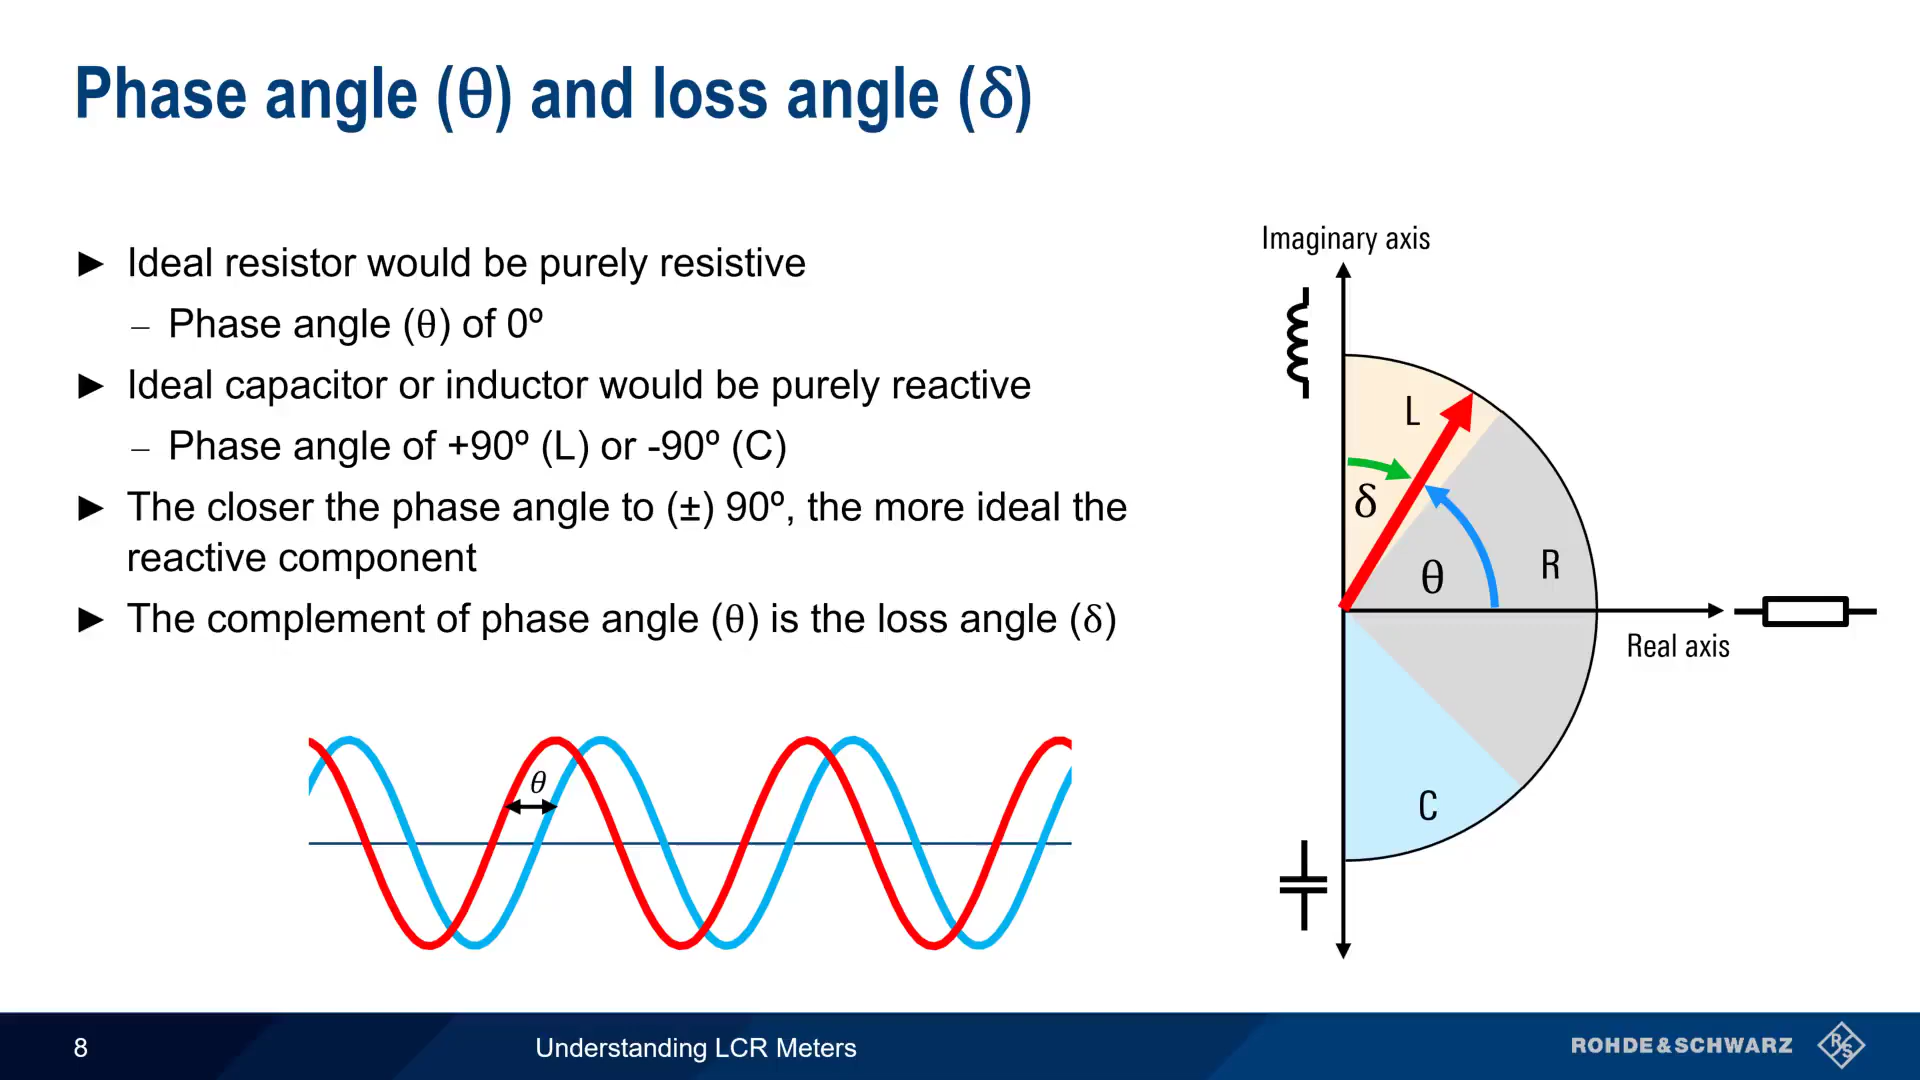 Phase angle (θ) and loss angle (δ)
► Ideal resistor would be purely resistive
– Phase angle (θ) of 0º
► Ideal capacitor or inductor would be purely reactive
– Phase angle of +90º (L) or -90º (C)
► The closer the phase angle to (±) 90º, the more ideal the
reactive component
► The complement of phase angle (θ) is the loss angle (δ)
θ
Imaginary axis
L
δ
θ
R
Real axis
C
8
Understanding LCR Meters
ROHDE&SCHWARZ
RS